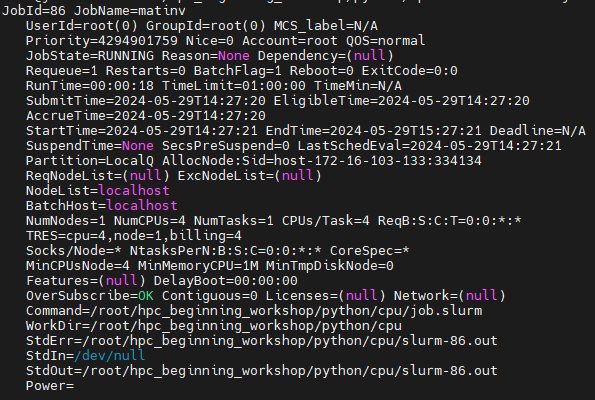 JobId=86 JobName=matinv
UserId=root(0) GroupId=root(0) MCS_label=N/A
Priority=4294901759 Nice=0 Account=root QOS=normal
JobState=RUNNING Reason=None Dependency=(null)
Requeue=1 Restarts=0 BatchFlag=1 Reboot=0 ExitCode=0:0
RunTime=00:00:18 TimeLimit=01:00:00 TimeMin=N/A
SubmitTime=2024-05-29T14:27:20 EligibleTime=2024-05-29T14:27:20
AccrueTime=2024-05-29T14:27:20
StartTime=2024-05-29T14:27:21 EndTime=2024-05-29T15:27:21 Deadline=N/A
SuspendTime=None SecsPreSuspend=0 LastSchedEval=2024-05-29T14:27:21
Partition=LocalQ AllocNode:Sid=host-172-16-103-133:334134
ReqNodeList=(null) ExcNodeList=(null)
NodeList=localhost
BatchHost=localhost
NumNodes=1 NumCPUs=4 NumTasks=1 CPUs/Task=4 ReqB:S:C:T=0:0:*:*
TRES=cpu=4,node=1,billing=4
Socks/Node=* NtasksPerN:B:S:C=0:0:*:* CoreSpec=*
MinCPUsNode=4 MinMemoryCPU=1M MinTmpDiskNode=0
Features=(null) DelayBoot=00:00:00
OverSubscribe=OK Contiguous=0 Licenses=(null) Network=(null)
Command=/root/hpc_beginning_workshop/python/cpu/job.slurm
WorkDir=/root/hpc_beginning_workshop/python/cpu
StdErr=/root/hpc_beginning_workshop/python/cpu/slurm-86.out
StdIn=/dev/null
StdOut=/root/hpc_beginning_workshop/python/cpu/slurm-86.out
Power=